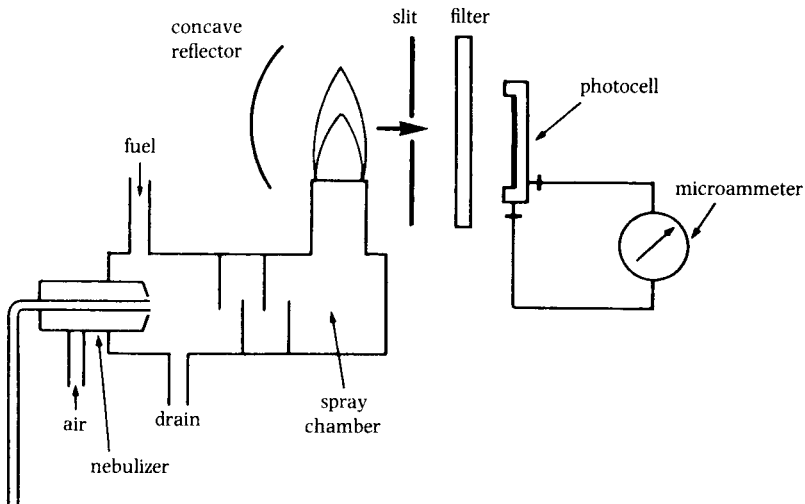 concave
reflector
slit
filter
photocell
fuel
microammeter
air
drain
nebulizer
spray
chamber